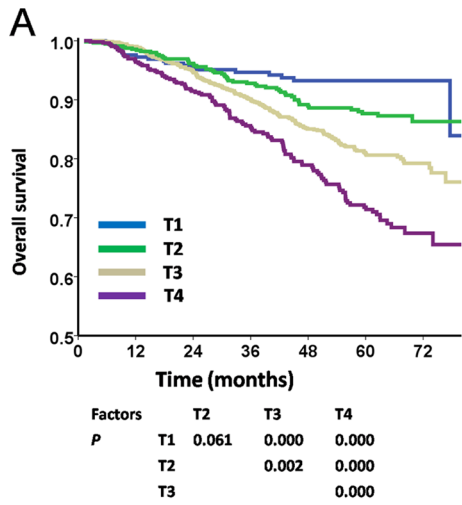 A
Overall survival
1.0
0.9
0.8
0.7
0.6
0.5
T1
T2
T3
T4
0 12 24 36 48 60 72
Time (months)
Factors T2 T3 T4
P T1 0.061 0.000 0.000
T2 0.002 0.000
T3 0.000